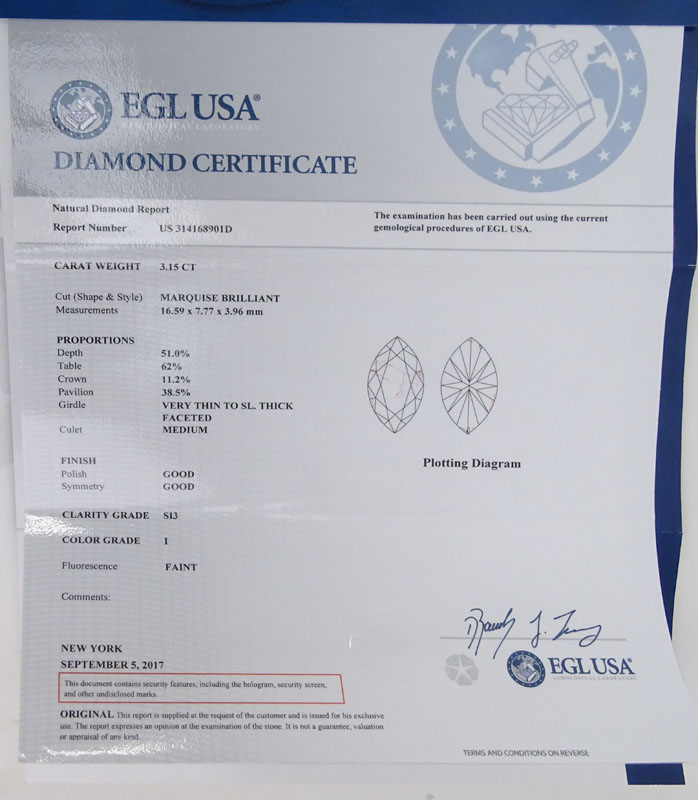 EGL USA®
GEMOLOGICAL LABORATORY
DIAMOND CERTIFICATE
Natural Diamond Report
Report Number US 314168901D
The examination has been carried out using the current
gemological procedures of EGL USA.
CARAT WEIGHT 3.15 CT
Cut (Shape & Style) MARQUISE BRILLIANT
Measurements 16.59 x 7.77 x 3.96 mm
PROPORTIONS
Depth 51.0%
Table 62%
Crown 11.2%
Pavilion 38.5%
Girdle VERY THIN TO SL. THICK
FACETED
Culet MEDIUM
Plotting Diagram
FINISH
Polish GOOD
Symmetry GOOD
CLARITY GRADE SI3
COLOR GRADE I
Fluorescence FAINT
Comments:
NEW YORK
SEPTEMBER 5, 2017
This document contains security features, including the hologram, security screen,
and other undisclosed marks.
EGL USA®
GEMOLOGICAL LABORATORY
ORIGINAL This report is supplied at the request of the customer and is issued for his exclusive
use. The report expresses an opinion at the examination of the stone. It is not a guarantee, valuation
or appraisal of any kind.
TERMS AND CONDITIONS ON REVERSE